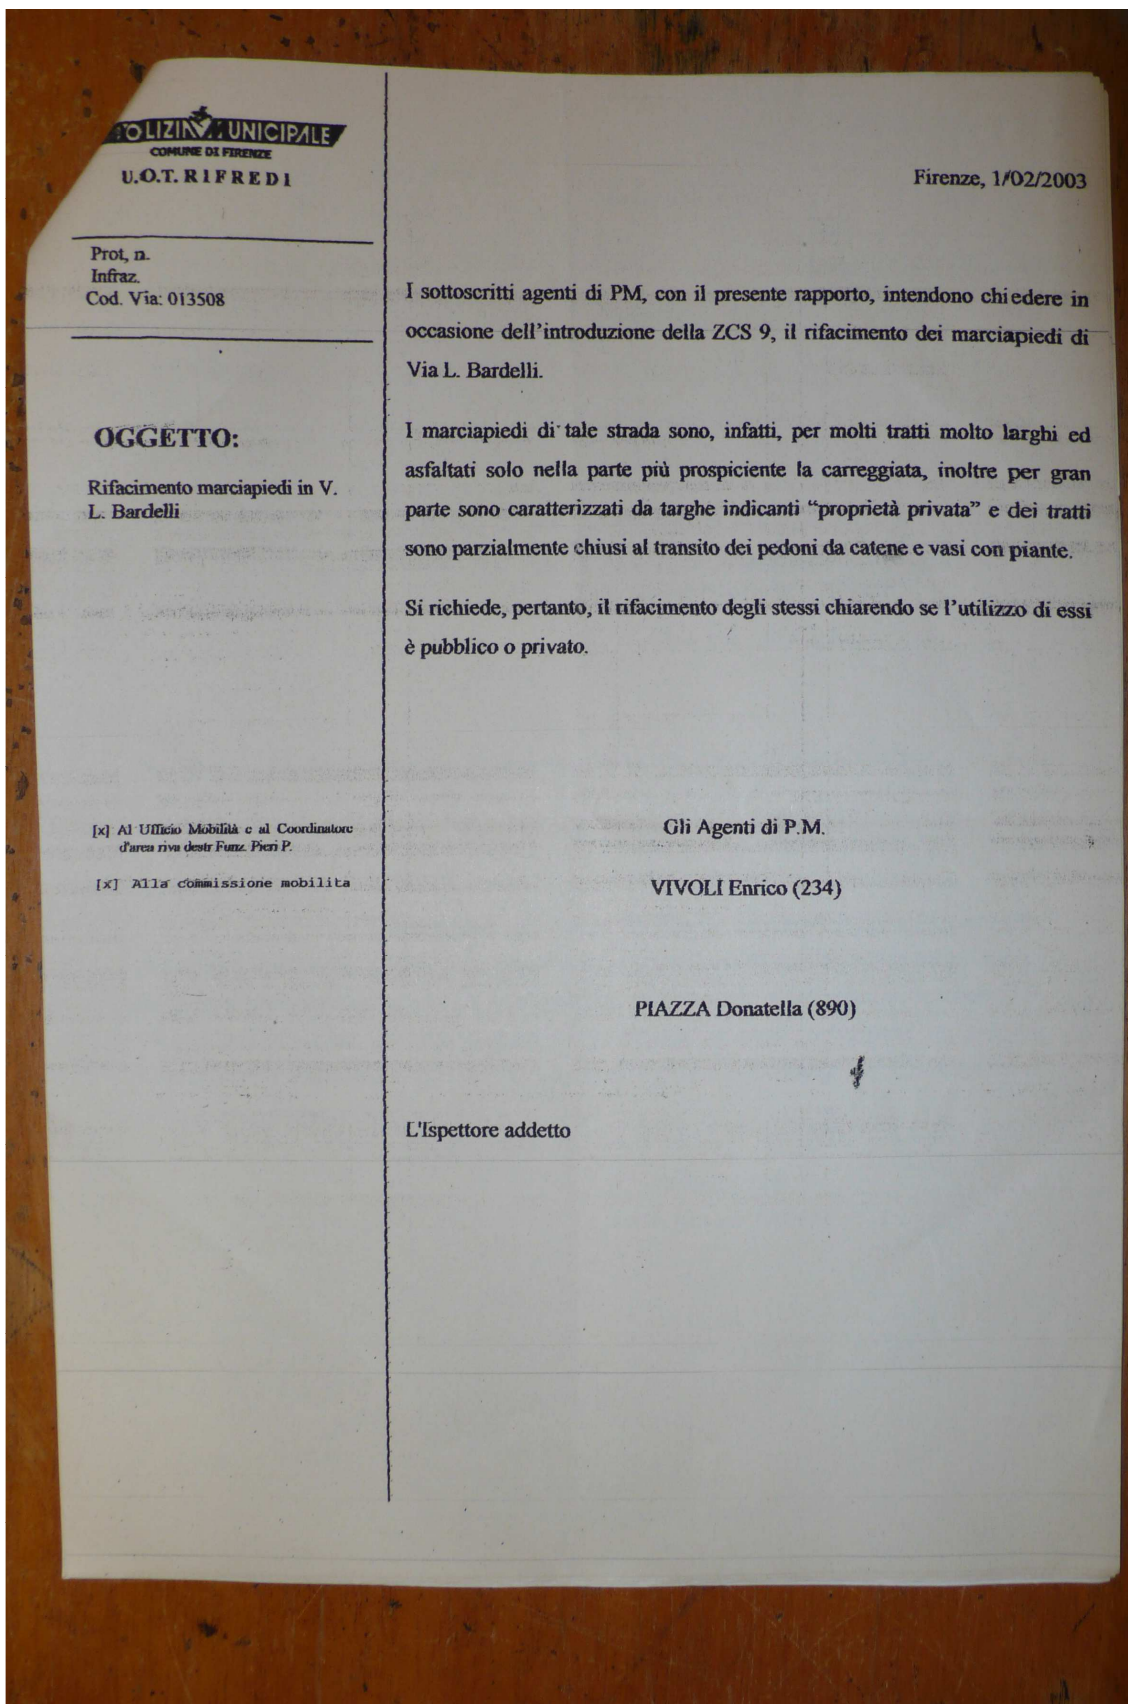 POLIZIA MUNICIPALE
COMUNE DI FIRENZE
U.O.T. RIFREDI
Prot, n.
Infraz.
Cod. Via: 013508
OGGETTO:
Rifacimento marciapiedi in V.
L. Bardelli
[x] Al Ufficio Mobilità e al Coordinatore
d'area riva destr Funz. Pieri P.
[x] Alla commissione mobilita
Firenze, 1/02/2003
I sottoscritti agenti di PM, con il presente rapporto, intendono chiedere in
occasione dell'introduzione della ZCS 9, il rifacimento dei marciapiedi di
Via L. Bardelli.
I marciapiedi di tale strada sono, infatti, per molti tratti molto larghi ed
asfaltati solo nella parte più prospiciente la carreggiata, inoltre per gran
parte sono caratterizzati da targhe indicanti “proprietà privata” e dei tratti
sono parzialmente chiusi al transito dei pedoni da catene e vasi con piante.
Si richiede, pertanto, il rifacimento degli stessi chiarendo se l'utilizzo di essi
è pubblico o privato.
Gli Agenti di P.M.
VIVOLI Enrico (234)
PIAZZA Donatella (890)
L'Ispettore addetto